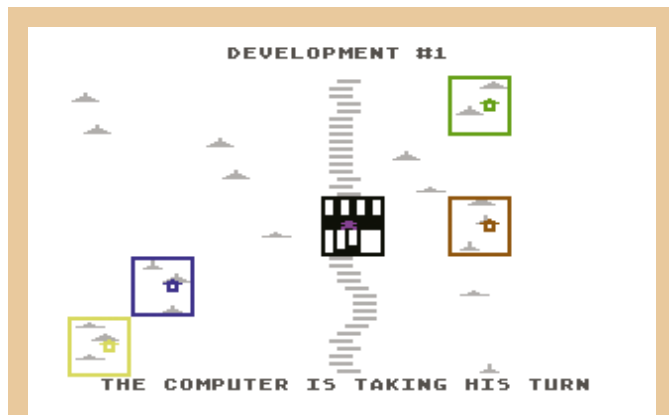 DEVELOPMENT #1
THE COMPUTER IS TAKING HIS TURN